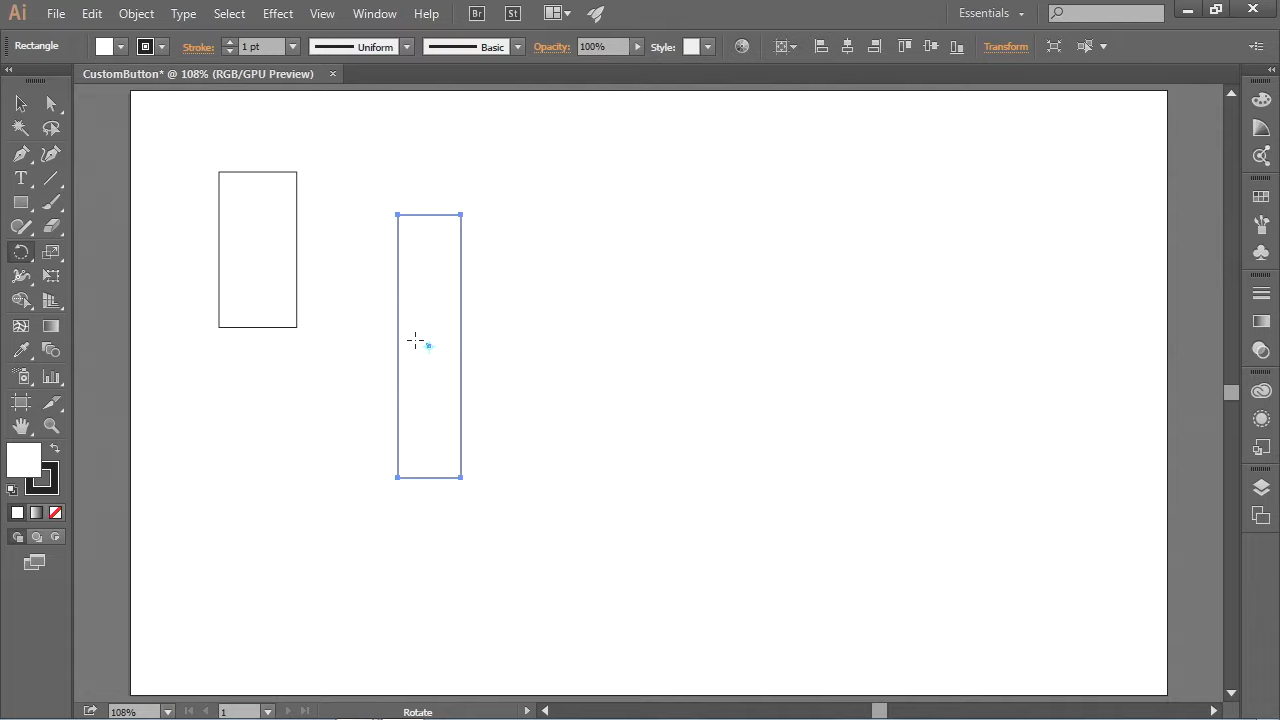 Ai File Edit Object Type Select Effect View Window Help Br St Essentials
Rectangle Stroke: 1 pt Uniform Basic Opacity: 100% Style: Transform
CustomButton* @ 108% (RGB/GPU Preview) ×
T
108% 1 Rotate